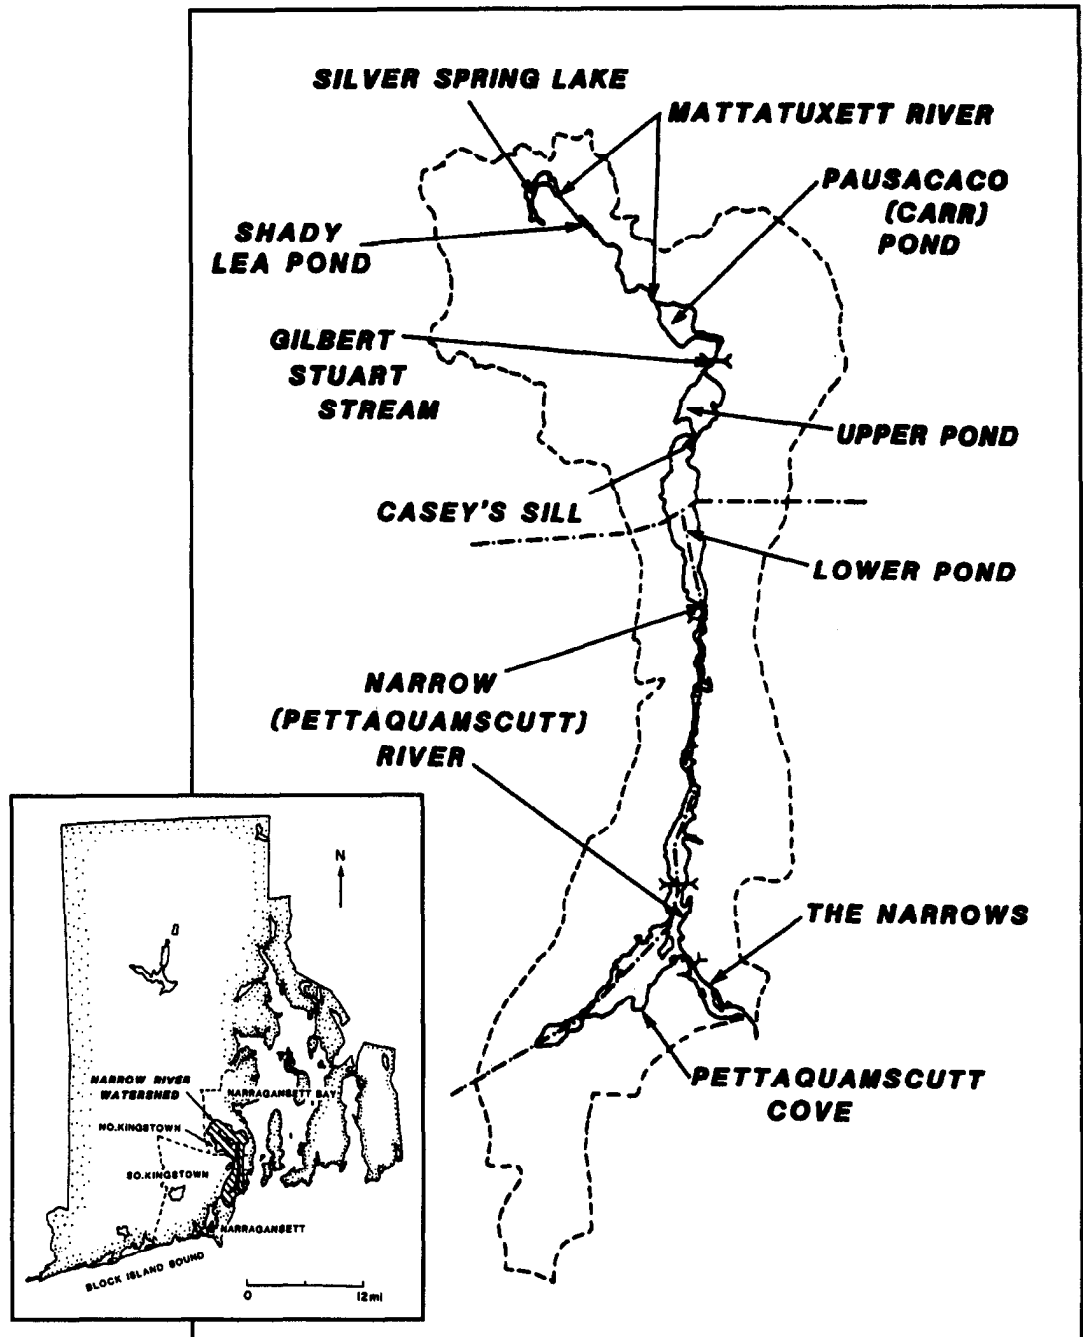 SILVER SPRING LAKE
MATTATUXETT RIVER
PAUSACACO
(CARR)
POND
SHADY
LEA POND
GILBERT
STUART
STREAM
UPPER POND
CASEY'S SILL
LOWER POND
NARROW
(PETTAQUAMSCUTT)
RIVER
THE NARROWS
PETTAQUAMSCUTT
COVE
N
NARROW RIVER
WATERSHED
NARRAGANSETT BAY
NO.KINGSTOWN
SO.KINGSTOWN
NARRAGANSETT
BLOCK ISLAND SOUND
0 12mi